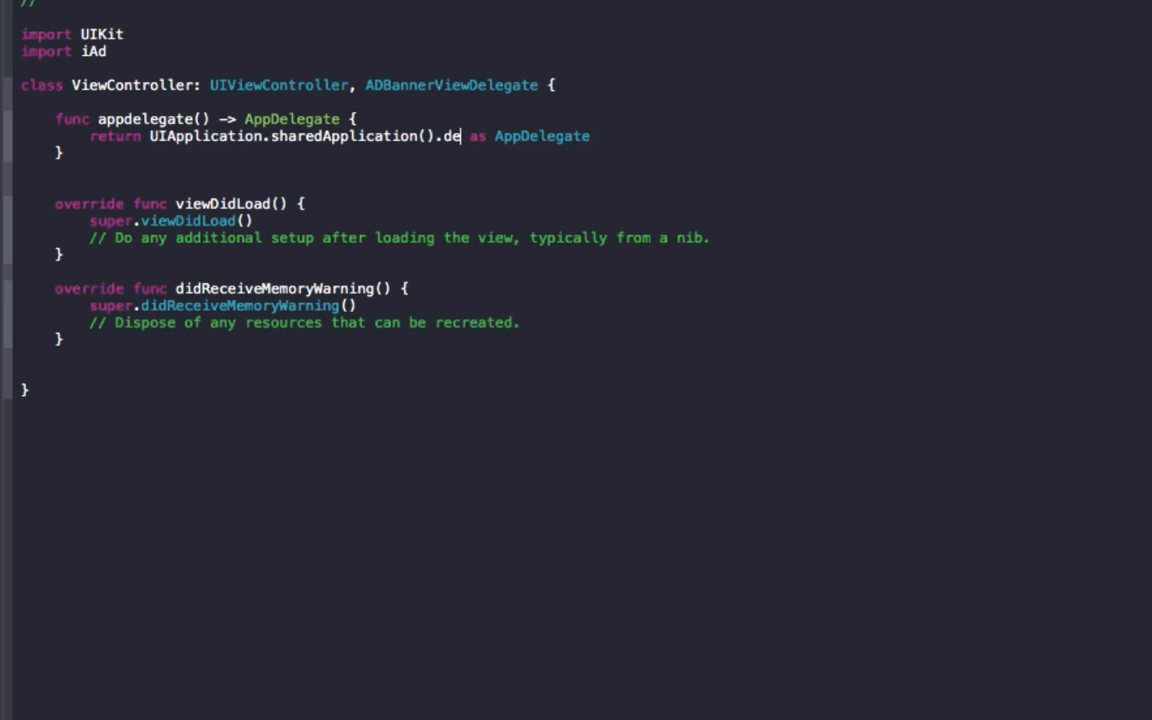 //
import UIKit
import iAd
class ViewController: UIViewController, ADBannerViewDelegate {
func appdelegate() -> AppDelegate {
return UIApplication.sharedApplication().de as AppDelegate
}
override func viewDidLoad() {
super.viewDidLoad()
// Do any additional setup after loading the view, typically from a nib.
}
override func didReceiveMemoryWarning() {
super.didReceiveMemoryWarning()
// Dispose of any resources that can be recreated.
}
}